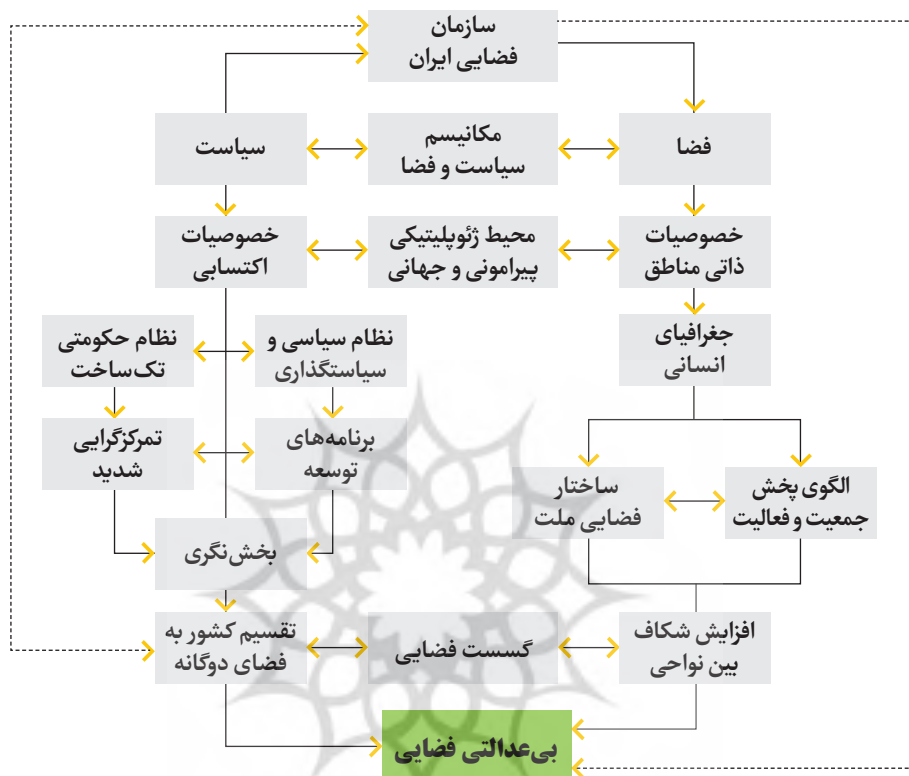 سازمان
فضایی ایران
فضا
مکانیسم
سیاست و فضا
سیاست
خصوصیات
ذاتی مناطق
محیط ژئوپلیتیکی
پیرامونی و جهانی
خصوصیات
اکتسابی
جغرافیای
انسانی
نظام سیاسی و
سیاستگذاری
نظام حکومتی
تک‌ساخت
برنامه‌های
توسعه
تمرکزگرایی
شدید
الگوی پخش
جمعیت و فعالیت
ساختار
فضایی ملت
بخش‌نگری
افزایش شکاف
بین نواحی
گسست فضایی
تقسیم کشور به
فضای دوگانه
بی‌عدالتی فضایی